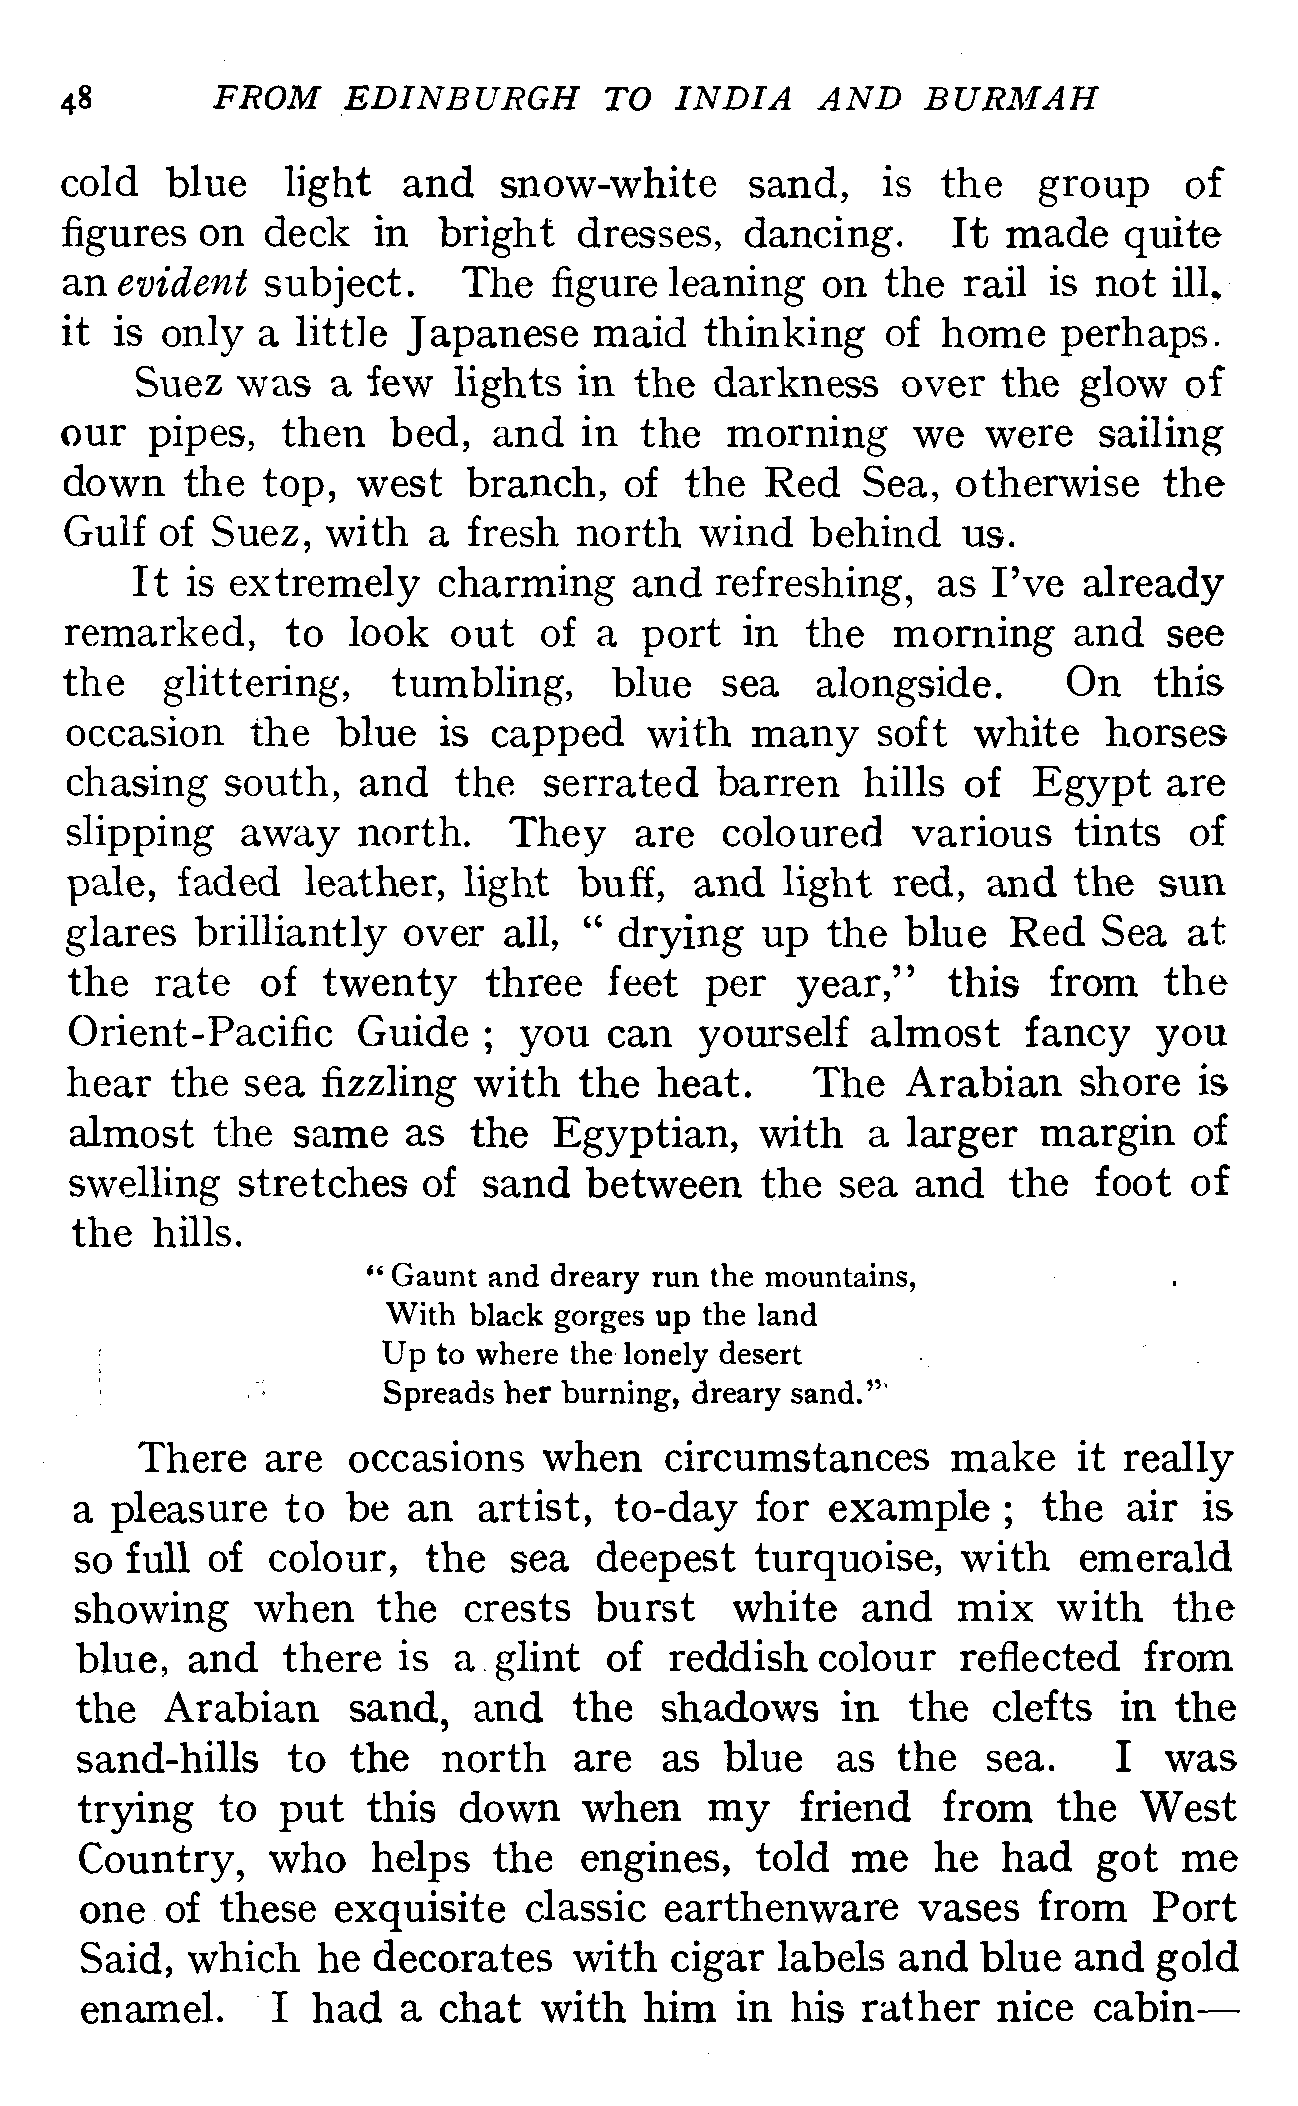 48 FROM EDINBURGH TO INDIA AND BURMAH
cold blue light and snow-white sand, is the group of
figures on deck in bright dresses, dancing. It made quite
an evident subject. The figure leaning on the rail is not ill,
it is only a little Japanese maid thinking of home perhaps.
Suez was a few lights in the darkness over the glow of
our pipes, then bed, and in the morning we were sailing
down the top, west branch, of the Red Sea, otherwise the
Gulf of Suez, with a fresh north wind behind us.
It is extremely charming and refreshing, as I've already
remarked, to look out of a port in the morning and see
the glittering, tumbling, blue sea alongside. On this
occasion the blue is capped with many soft white horses
chasing south, and the serrated barren hills of Egypt are
slipping away north. They are coloured various tints of
pale, faded leather, light buff, and light red, and the sun
glares brilliantly over all, “ drying up the blue Red Sea at
the rate of twenty three feet per year,” this from the
Orient-Pacific Guide ; you can yourself almost fancy you
hear the sea fizzling with the heat. The Arabian shore is
almost the same as the Egyptian, with a larger margin of
swelling stretches of sand between the sea and the foot of
the hills.
“ Gaunt and dreary run the mountains,
With black gorges up the land
Up to where the lonely desert
Spreads her burning, dreary sand.”
There are occasions when circumstances make it really
a pleasure to be an artist, to-day for example ; the air is
so full of colour, the sea deepest turquoise, with emerald
showing when the crests burst white and mix with the
blue, and there is a glint of reddish colour reflected from
the Arabian sand, and the shadows in the clefts in the
sand-hills to the north are as blue as the sea. I was
trying to put this down when my friend from the West
Country, who helps the engines, told me he had got me
one of these exquisite classic earthenware vases from Port
Said, which he decorates with cigar labels and blue and gold
enamel. I had a chat with him in his rather nice cabin—